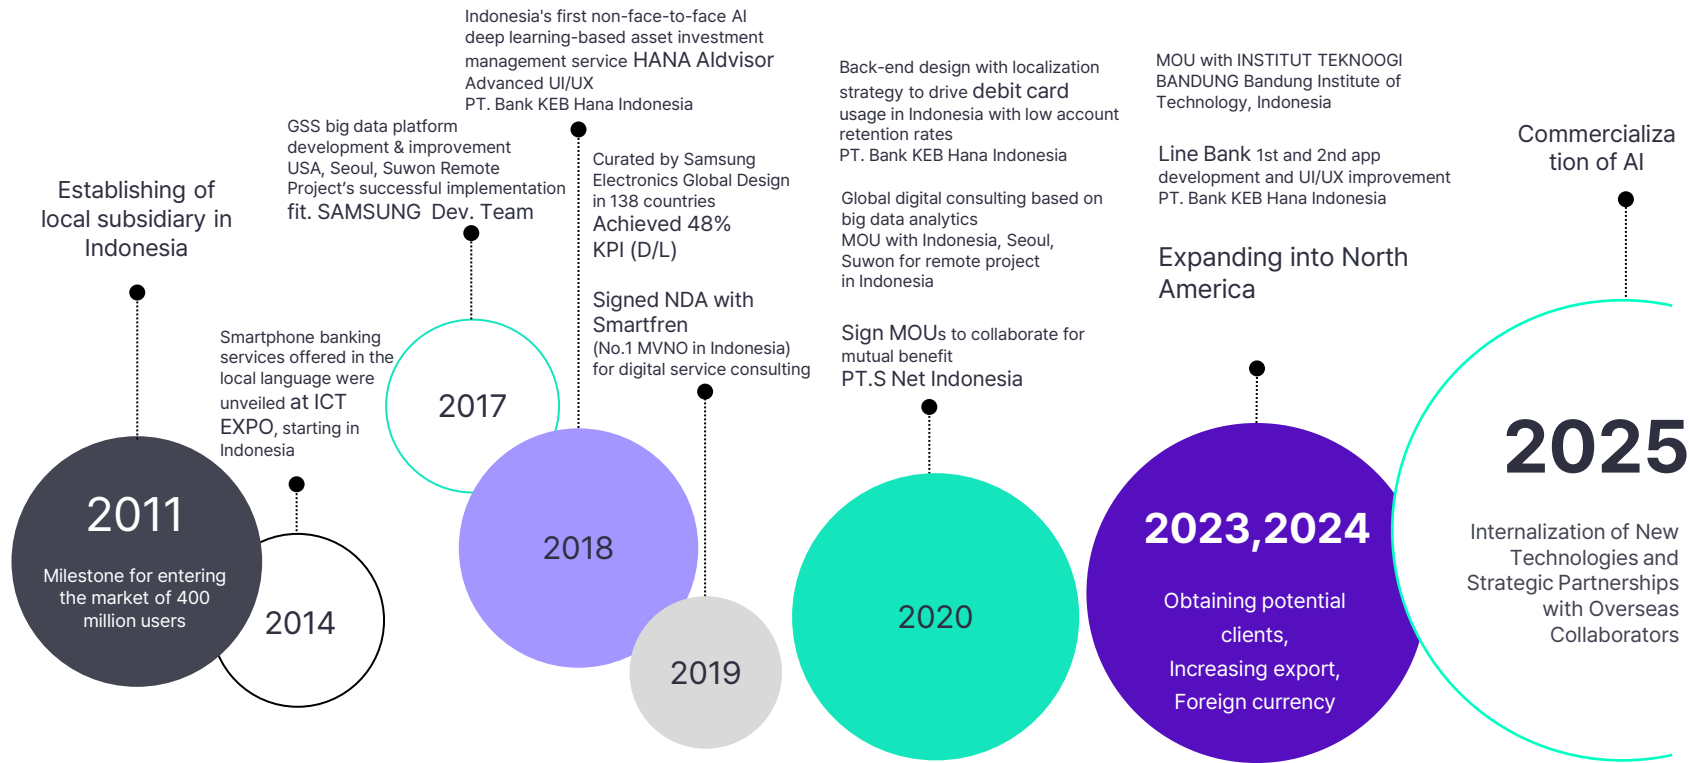 Establishing of
local subsidiary in
Indonesia
2011
Milestone for entering
the market of 400
million users
Smartphone banking
services offered in the
local language were
unveiled at ICT
EXPO, starting in
Indonesia
2014
GSS big data platform
development & improvement
USA, Seoul, Suwon Remote
Project's successful implementation
fit. SAMSUNG Dev. Team
2017
Indonesia's first non-face-to-face AI
deep learning-based asset investment
management service HANA AIdvisor
Advanced UI/UX
PT. Bank KEB Hana Indonesia
2018
Curated by Samsung
Electronics Global Design
in 138 countries
Achieved 48%
KPI (D/L)
Signed NDA with
Smartfren
(No.1 MVNO in Indonesia)
for digital service consulting
2019
Back-end design with localization
strategy to drive debit card
usage in Indonesia with low account
retention rates
PT. Bank KEB Hana Indonesia
Global digital consulting based on
big data analytics
MOU with Indonesia, Seoul,
Suwon for remote project
in Indonesia
Sign MOUs to collaborate for
mutual benefit
PT.S Net Indonesia
2020
MOU with INSTITUT TEKNOOGI
BANDUNG Bandung Institute of
Technology, Indonesia
Line Bank 1st and 2nd app
development and UI/UX improvement
PT. Bank KEB Hana Indonesia
Expanding into North
America
2023,2024
Obtaining potential
clients,
Increasing export,
Foreign currency
Commercializa
tion of AI
2025
Internalization of New
Technologies and
Strategic Partnerships
with Overseas
Collaborators